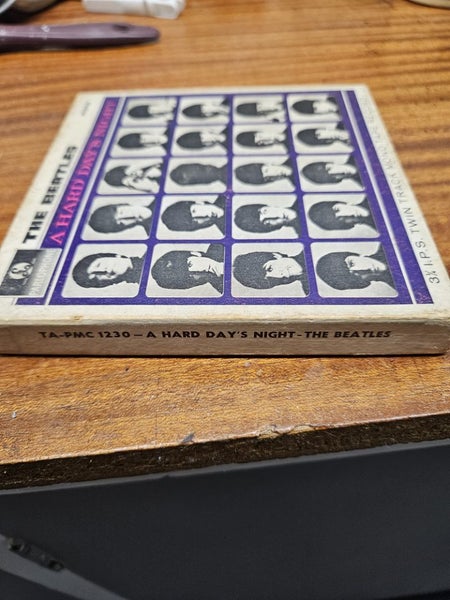 THE BEATLES
A HARD DAY'S NIGHT
3¾ I.P.S. TWIN TRACK MONO
TA-PMC 1230 – A HARD DAY'S NIGHT - THE BEATLES